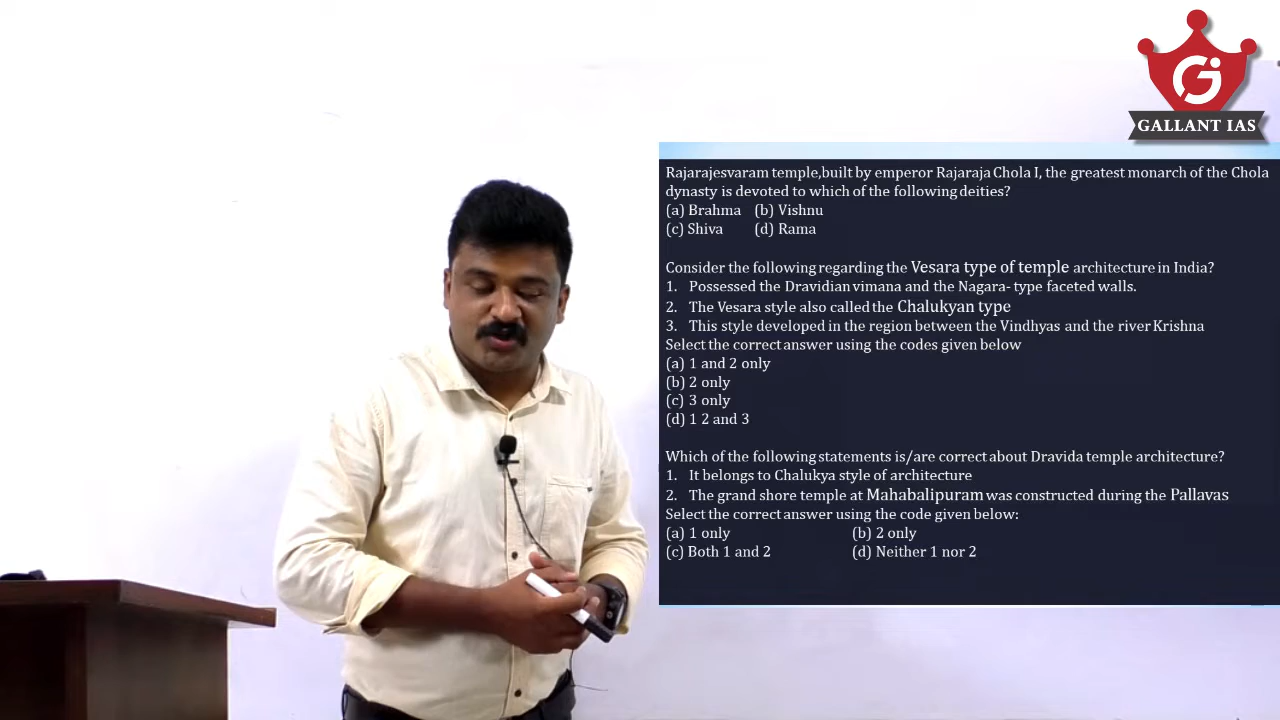 GALLANT IAS
Rajarajesvaram temple,built by emperor Rajaraja Chola I, the greatest monarch of the Chola
dynasty is devoted to which of the following deities?
(a) Brahma (b) Vishnu
(c) Shiva (d) Rama
Consider the following regarding the Vesara type of temple architecture in India?
1. Possessed the Dravidian vimana and the Nagara- type faceted walls.
2. The Vesara style also called the Chalukyan type
3. This style developed in the region between the Vindhyas and the river Krishna
Select the correct answer using the codes given below
(a) 1 and 2 only
(b) 2 only
(c) 3 only
(d) 1 2 and 3
Which of the following statements is/are correct about Dravida temple architecture?
1. It belongs to Chalukya style of architecture
2. The grand shore temple at Mahabalipuram was constructed during the Pallavas
Select the correct answer using the code given below:
(a) 1 only (b) 2 only
(c) Both 1 and 2 (d) Neither 1 nor 2